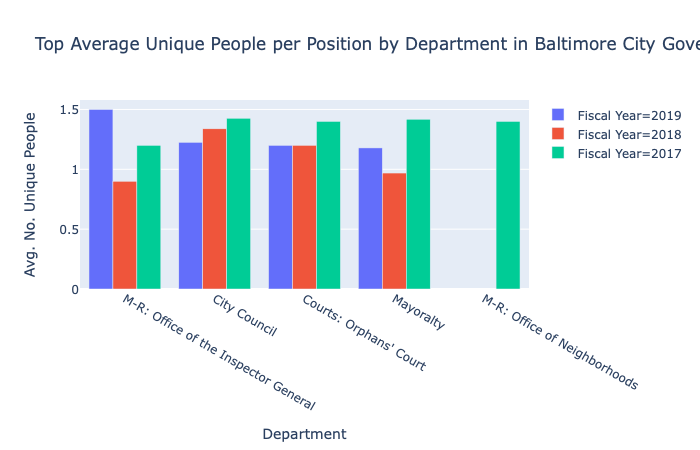 Top Average Unique People per Position by Department in Baltimore City Gove
Avg. No. Unique People
1.5
1
0.5
0
Fiscal Year=2019
Fiscal Year=2018
Fiscal Year=2017
M-R: Office of the Inspector General
City Council
Courts: Orphans' Court
Mayoralty
M-R: Office of Neighborhoods
Department